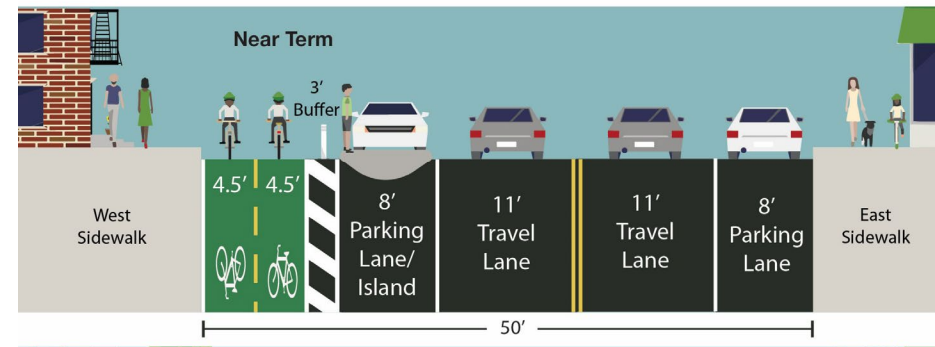 Near Term
3’
Buffer
4.5’
4.5’
8’
Parking
Lane/
Island
11’
Travel
Lane
11’
Travel
Lane
8’
Parking
Lane
West
Sidewalk
East
Sidewalk
50’